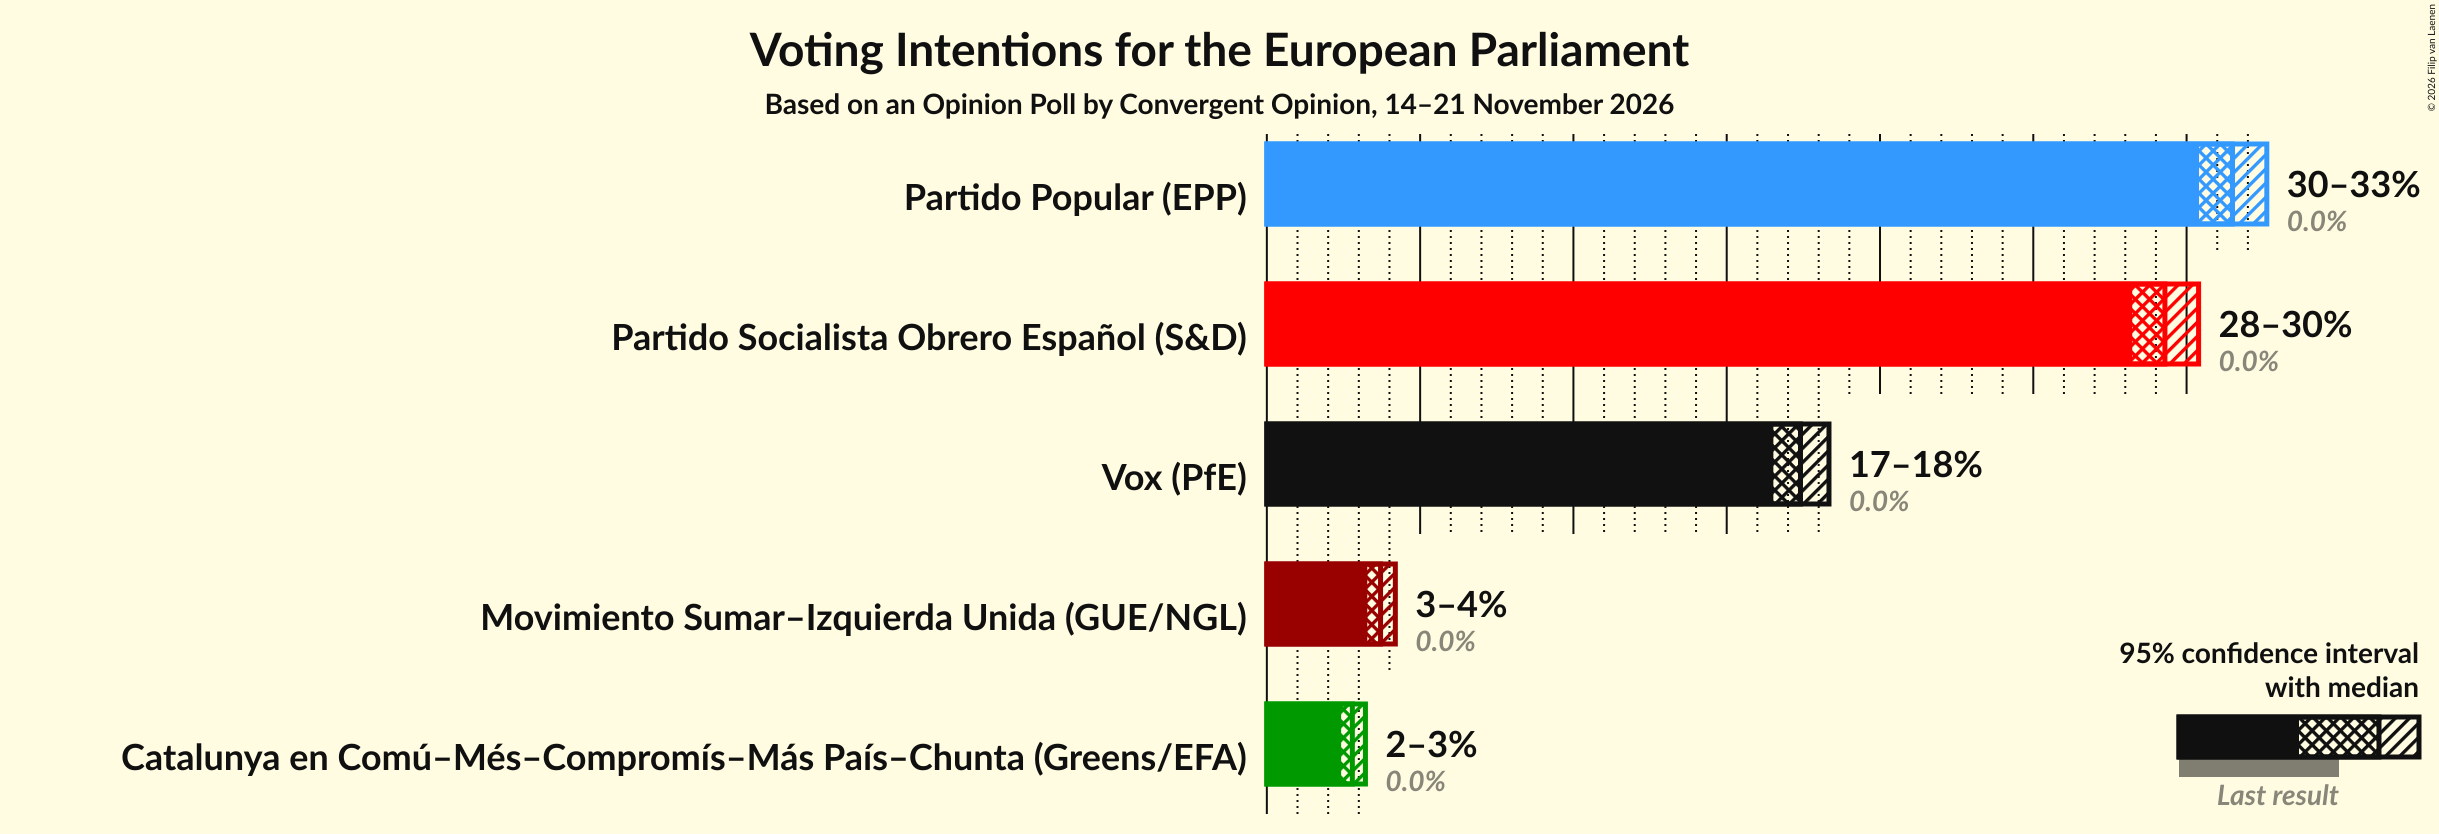 Voting Intentions for the European Parliament
Based on an Opinion Poll by Convergent Opinion, 14–21 November 2026
© 2026 Filip van Laenen
Partido Popular (EPP)
30–33%
0.0%
Partido Socialista Obrero Español (S&D)
28–30%
0.0%
Vox (PfE)
17–18%
0.0%
Movimiento Sumar–Izquierda Unida (GUE/NGL)
3–4%
0.0%
Catalunya en Comú–Més–Compromís–Más País–Chunta (Greens/EFA)
2–3%
0.0%
95% confidence interval
with median
Last result